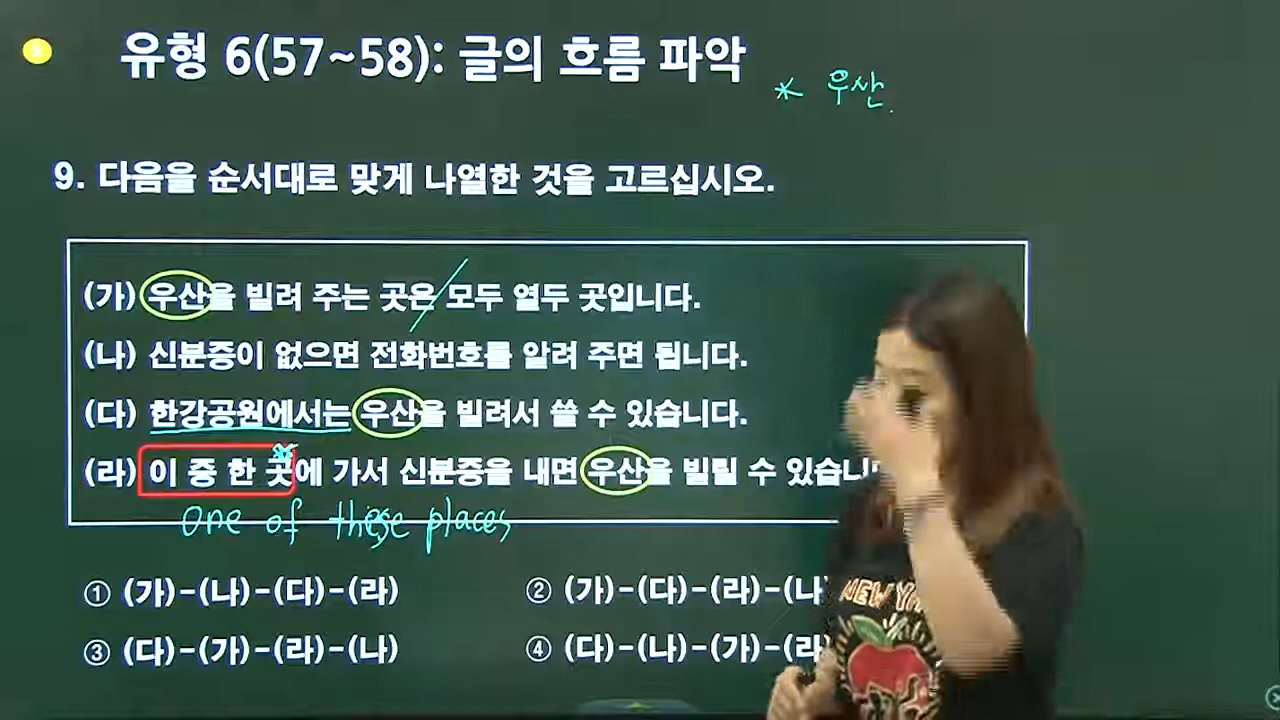 유형 6(57~58): 글의 흐름 파악
* 우산.
9. 다음을 순서대로 맞게 나열한 것을 고르십시오.
(가) 우산을 빌려 주는 곳은 모두 열두 곳입니다.
(나) 신분증이 없으면 전화번호를 알려 주면 됩니다.
(다) 한강공원에서는 우산을 빌려서 쓸 수 있습니다.
(라) 이 중 한 곳에 가서 신분증을 내면 우산을 빌릴 수 있습니
one of these places
① (가)-(나)-(다)-(라) ② (가)-(다)-(라)-(나
③ (다)-(가)-(라)-(나) ④ (다)-(나)-(가)-(라)
NEW